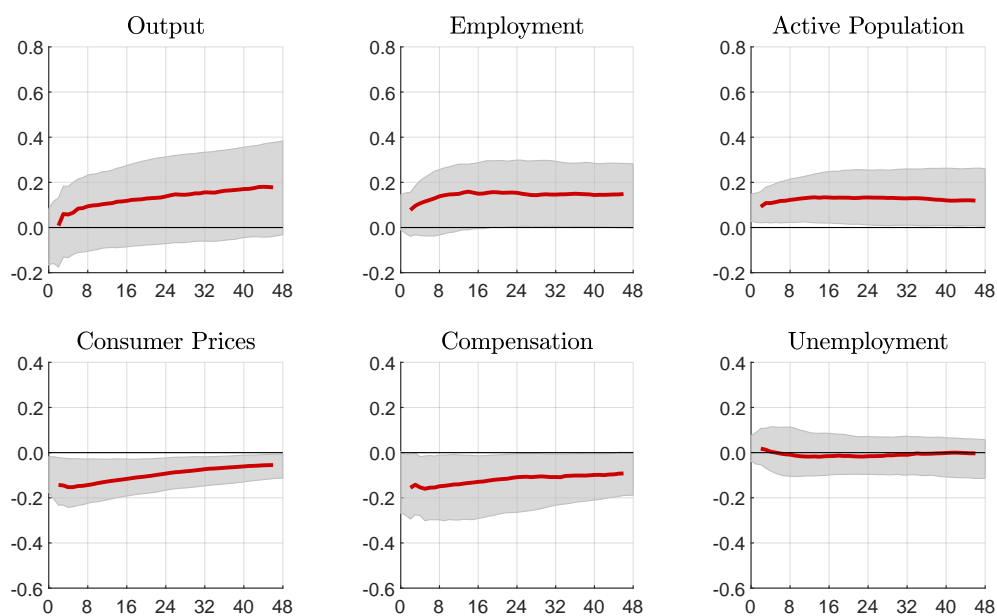 Output Employment Active Population
0.8 0.8 0.8
0.6 0.6 0.6
0.4 0.4 0.4
0.2 0.2 0.2
0.0 0.0 0.0
-0.2 -0.2 -0.2
0 8 16 24 32 40 48 0 8 16 24 32 40 48 0 8 16 24 32 40 48
Consumer Prices Compensation Unemployment
0.4 0.4 0.4
0.2 0.2 0.2
0.0 0.0 0.0
-0.2 -0.2 -0.2
-0.4 -0.4 -0.4
-0.6 -0.6 -0.6
0 8 16 24 32 40 48 0 8 16 24 32 40 48 0 8 16 24 32 40 48